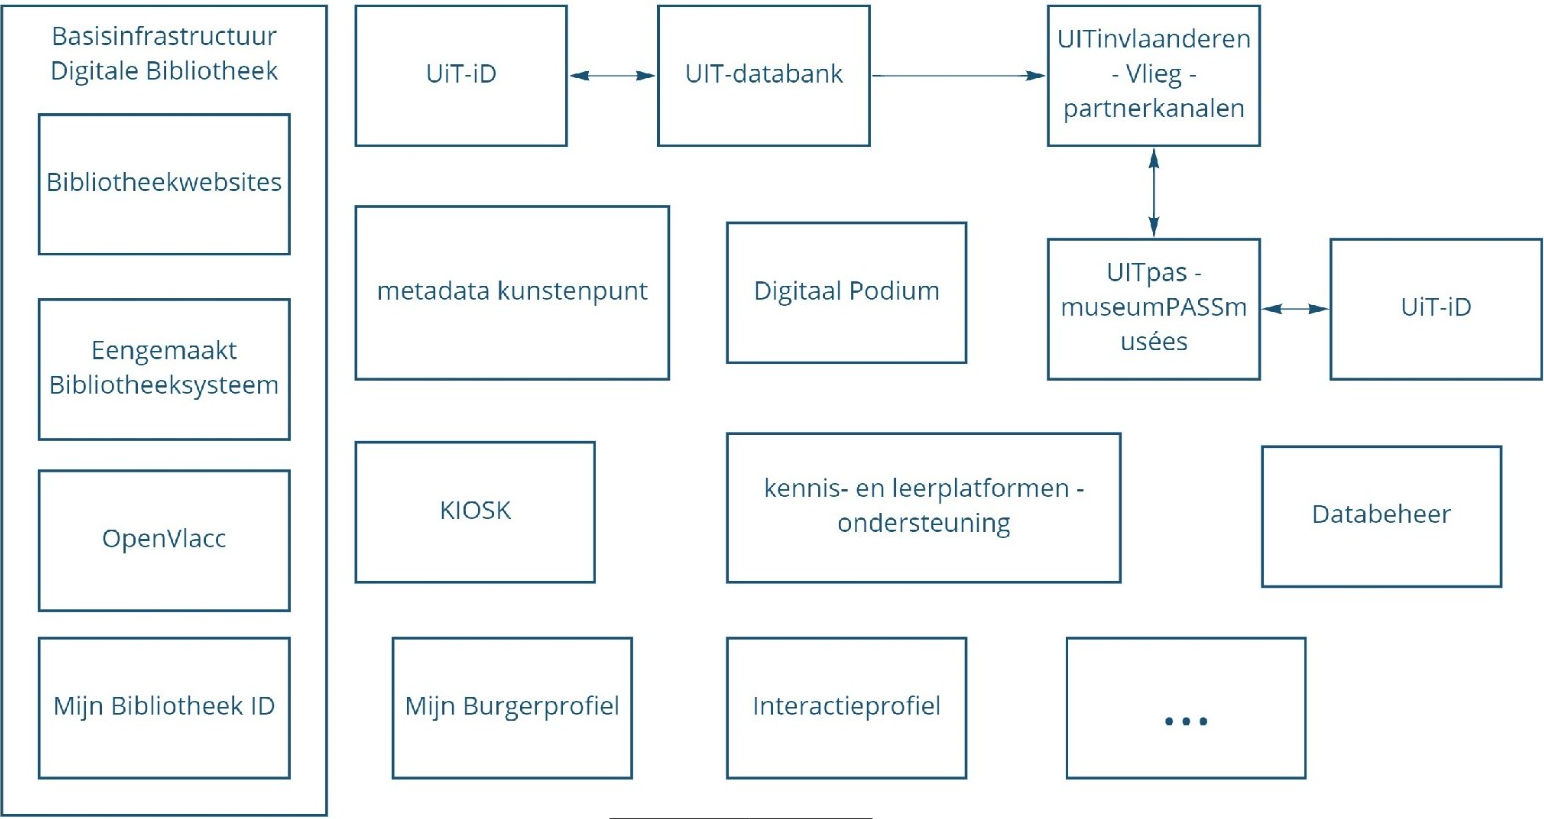 Basisinfrastructuur
Digitale Bibliotheek
Bibliotheekwebsites
Eengemaakt
Bibliotheeksysteem
OpenVlacc
Mijn Bibliotheek ID
UiT-iD
UIT-databank
UITinvlaanderen
- Vlieg -
partnerkanalen
metadata kunstenpunt
Digitaal Podium
UITpas -
museumPASSm
usées
UiT-iD
KIOSK
kennis- en leerplatformen -
ondersteuning
Databeheer
Mijn Burgerprofiel
Interactieprofiel
...